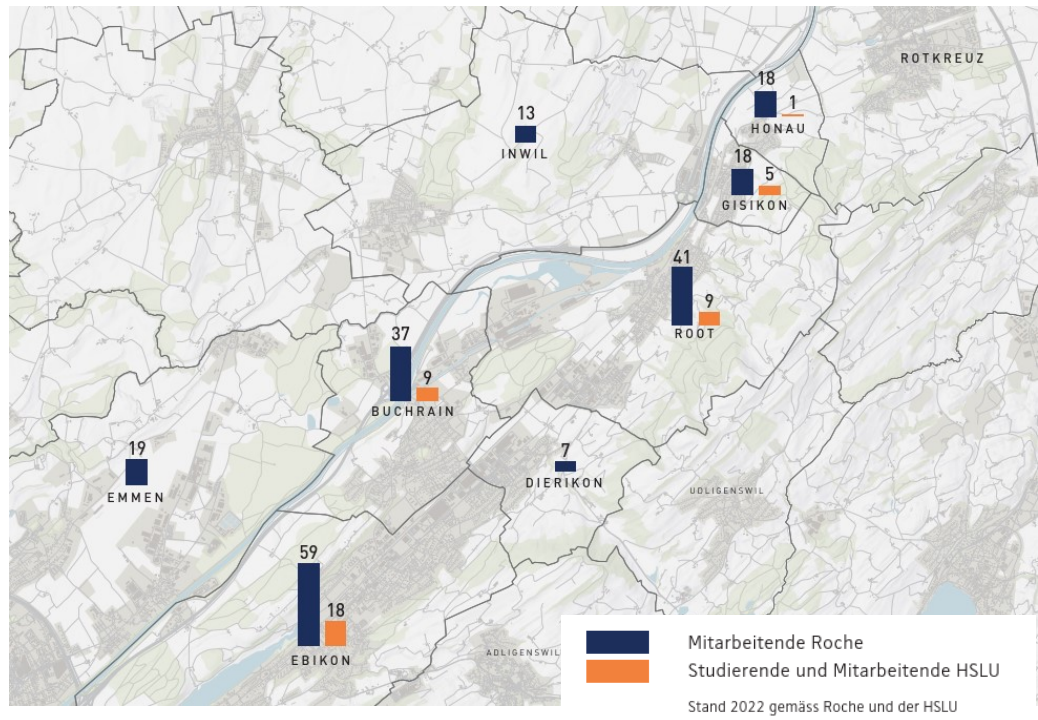 ROTKREUZ
18
1
HONAU
13
INWIL
18
5
GISIKON
41
9
ROOT
37
9
BUCHRAIN
19
EMMEN
7
DIERIKON
UDLIGENSWIL
59
18
EBIKON
ADLIGENSWIL
Mitarbeitende Roche
Studierende und Mitarbeitende HSLU
Stand 2022 gemäss Roche und der HSLU